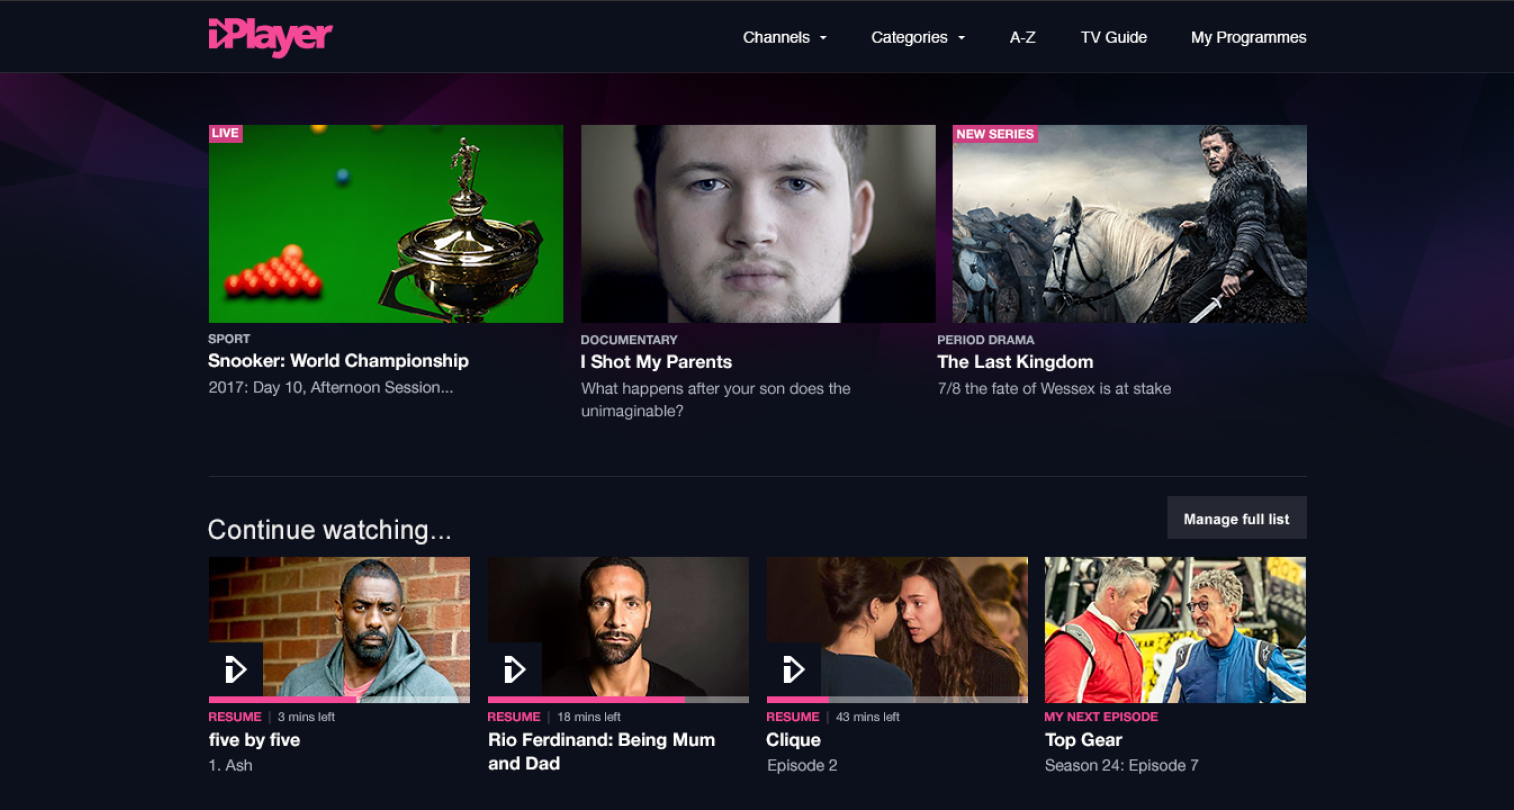 iPlayer
Channels
Categories
A-Z
TV Guide
My Programmes
LIVE
SPORT
Snooker: World Championship
2017: Day 10, Afternoon Session...
DOCUMENTARY
I Shot My Parents
What happens after your son does the
unimaginable?
NEW SERIES
PERIOD DRAMA
The Last Kingdom
7/8 the fate of Wessex is at stake
Continue watching...
Manage full list
RESUME | 3 mins left
five by five
1. Ash
RESUME | 18 mins left
Rio Ferdinand: Being Mum
and Dad
RESUME | 43 mins left
Clique
Episode 2
MY NEXT EPISODE
Top Gear
Season 24: Episode 7